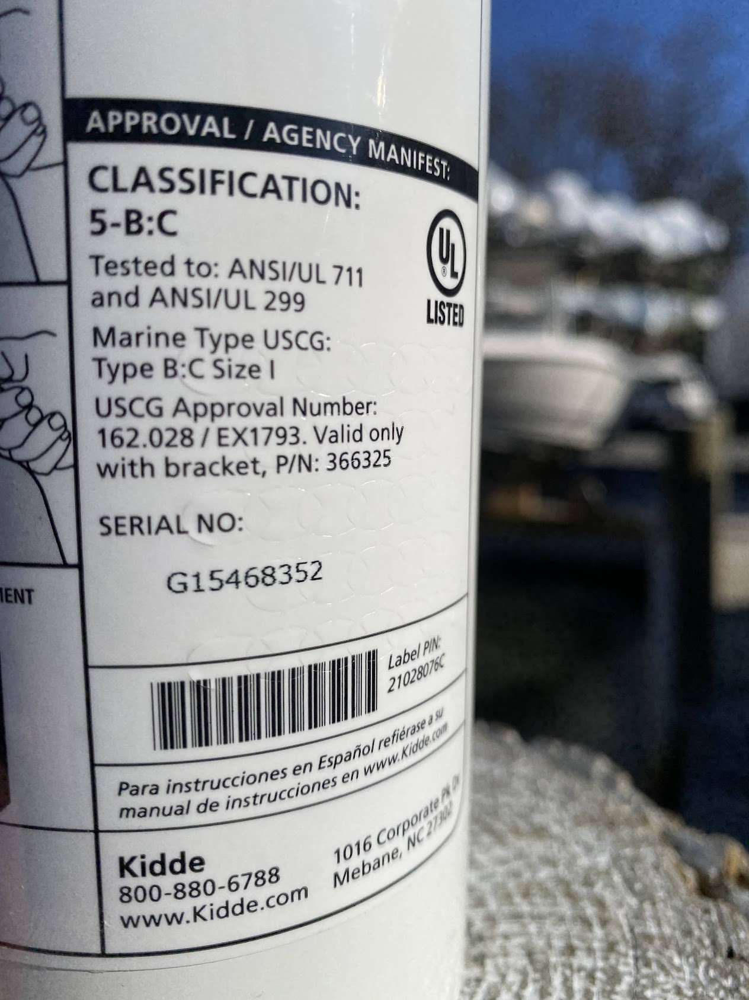 APPROVAL / AGENCY MANIFEST:
CLASSIFICATION:
5-B:C
UL
®
LISTED
Tested to: ANSI/UL 711
and ANSI/UL 299
Marine Type USCG:
Type B:C Size I
USCG Approval Number:
162.028 / EX1793. Valid only
with bracket, P/N: 366325
SERIAL NO:
G15468352
MENT
Label P/N:
21028076C
Para instrucciones en Español refiérase a su
manual de instrucciones en www.Kidde.com
Kidde
800-880-6788
www.Kidde.com
1016 Corporate Pk Dr
Mebane, NC 27302